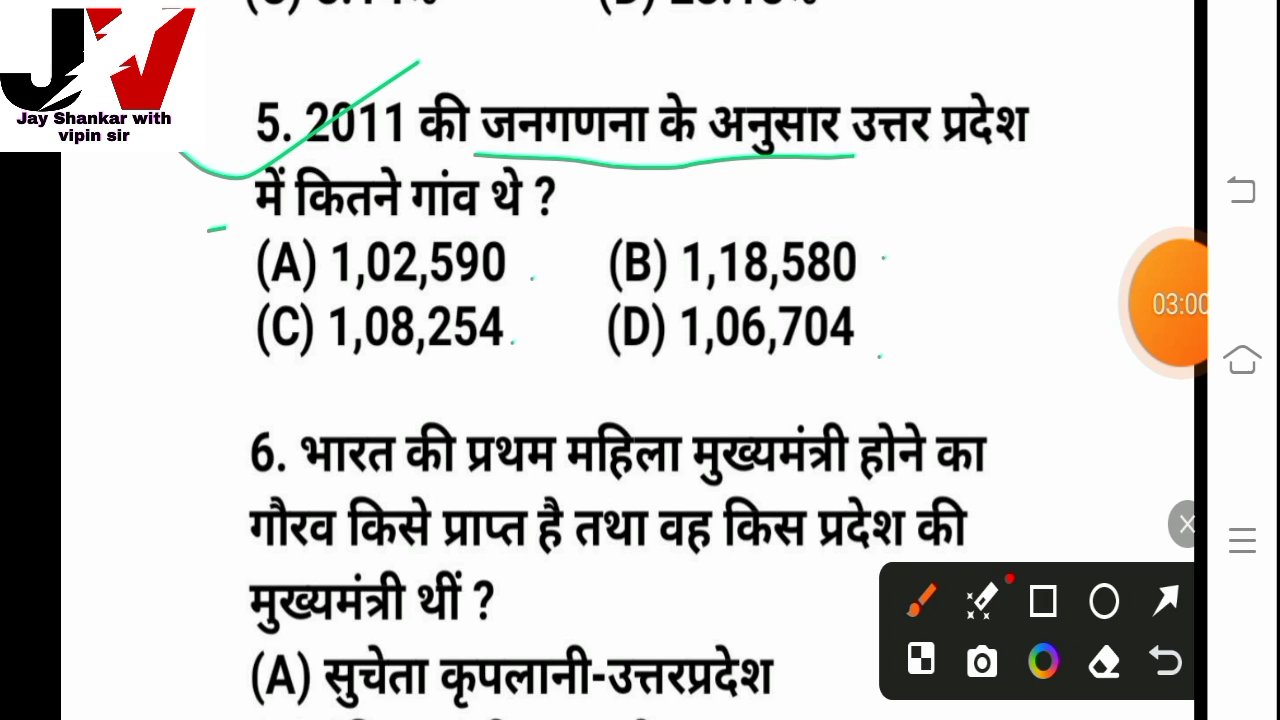 Jay Shankar with
vipin sir
5. 2011 की जनगणना के अनुसार उत्तर प्रदेश
में कितने गांव थे ?
(A) 1,02,590 (B) 1,18,580
(C) 1,08,254 (D) 1,06,704
03:00
6. भारत की प्रथम महिला मुख्यमंत्री होने का
गौरव किसे प्राप्त है तथा वह किस प्रदेश की
मुख्यमंत्री थीं ?
(A) सुचेता कृपलानी-उत्तरप्रदेश